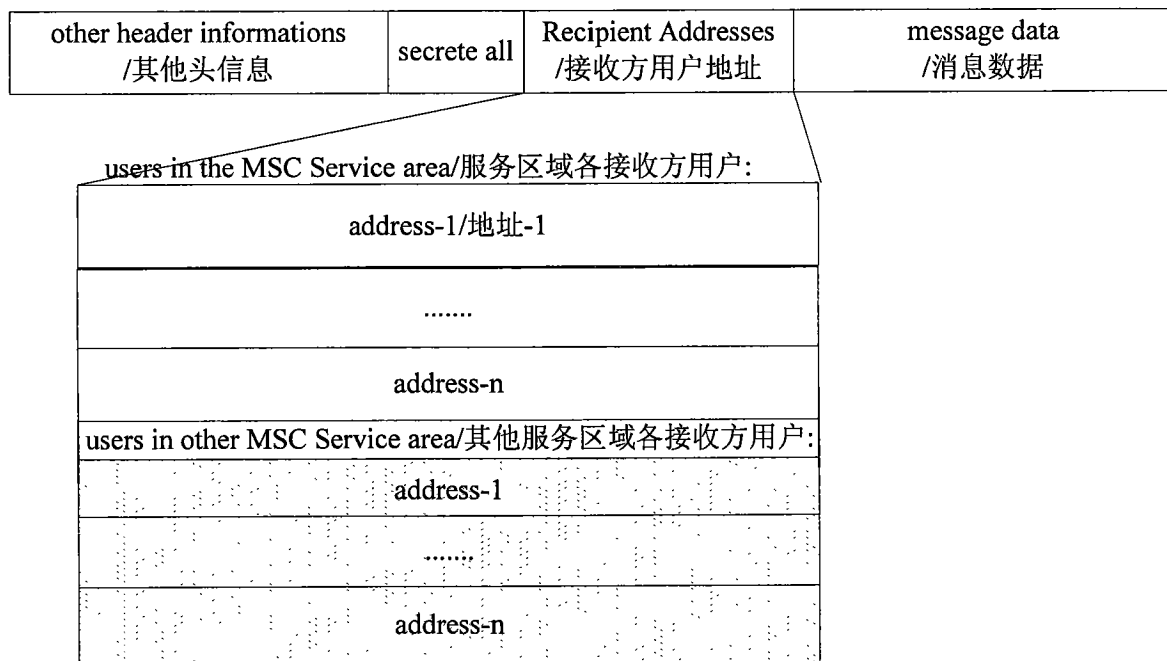 other header informations
/其他头信息
secrete all
Recipient Addresses
/接收方用户地址
message data
/消息数据
users in the MSC Service area/服务区域各接收方用户:
address-1/地址-1
.......
address-n
users in other MSC Service area/其他服务区域各接收方用户:
address-1
.......
address-n